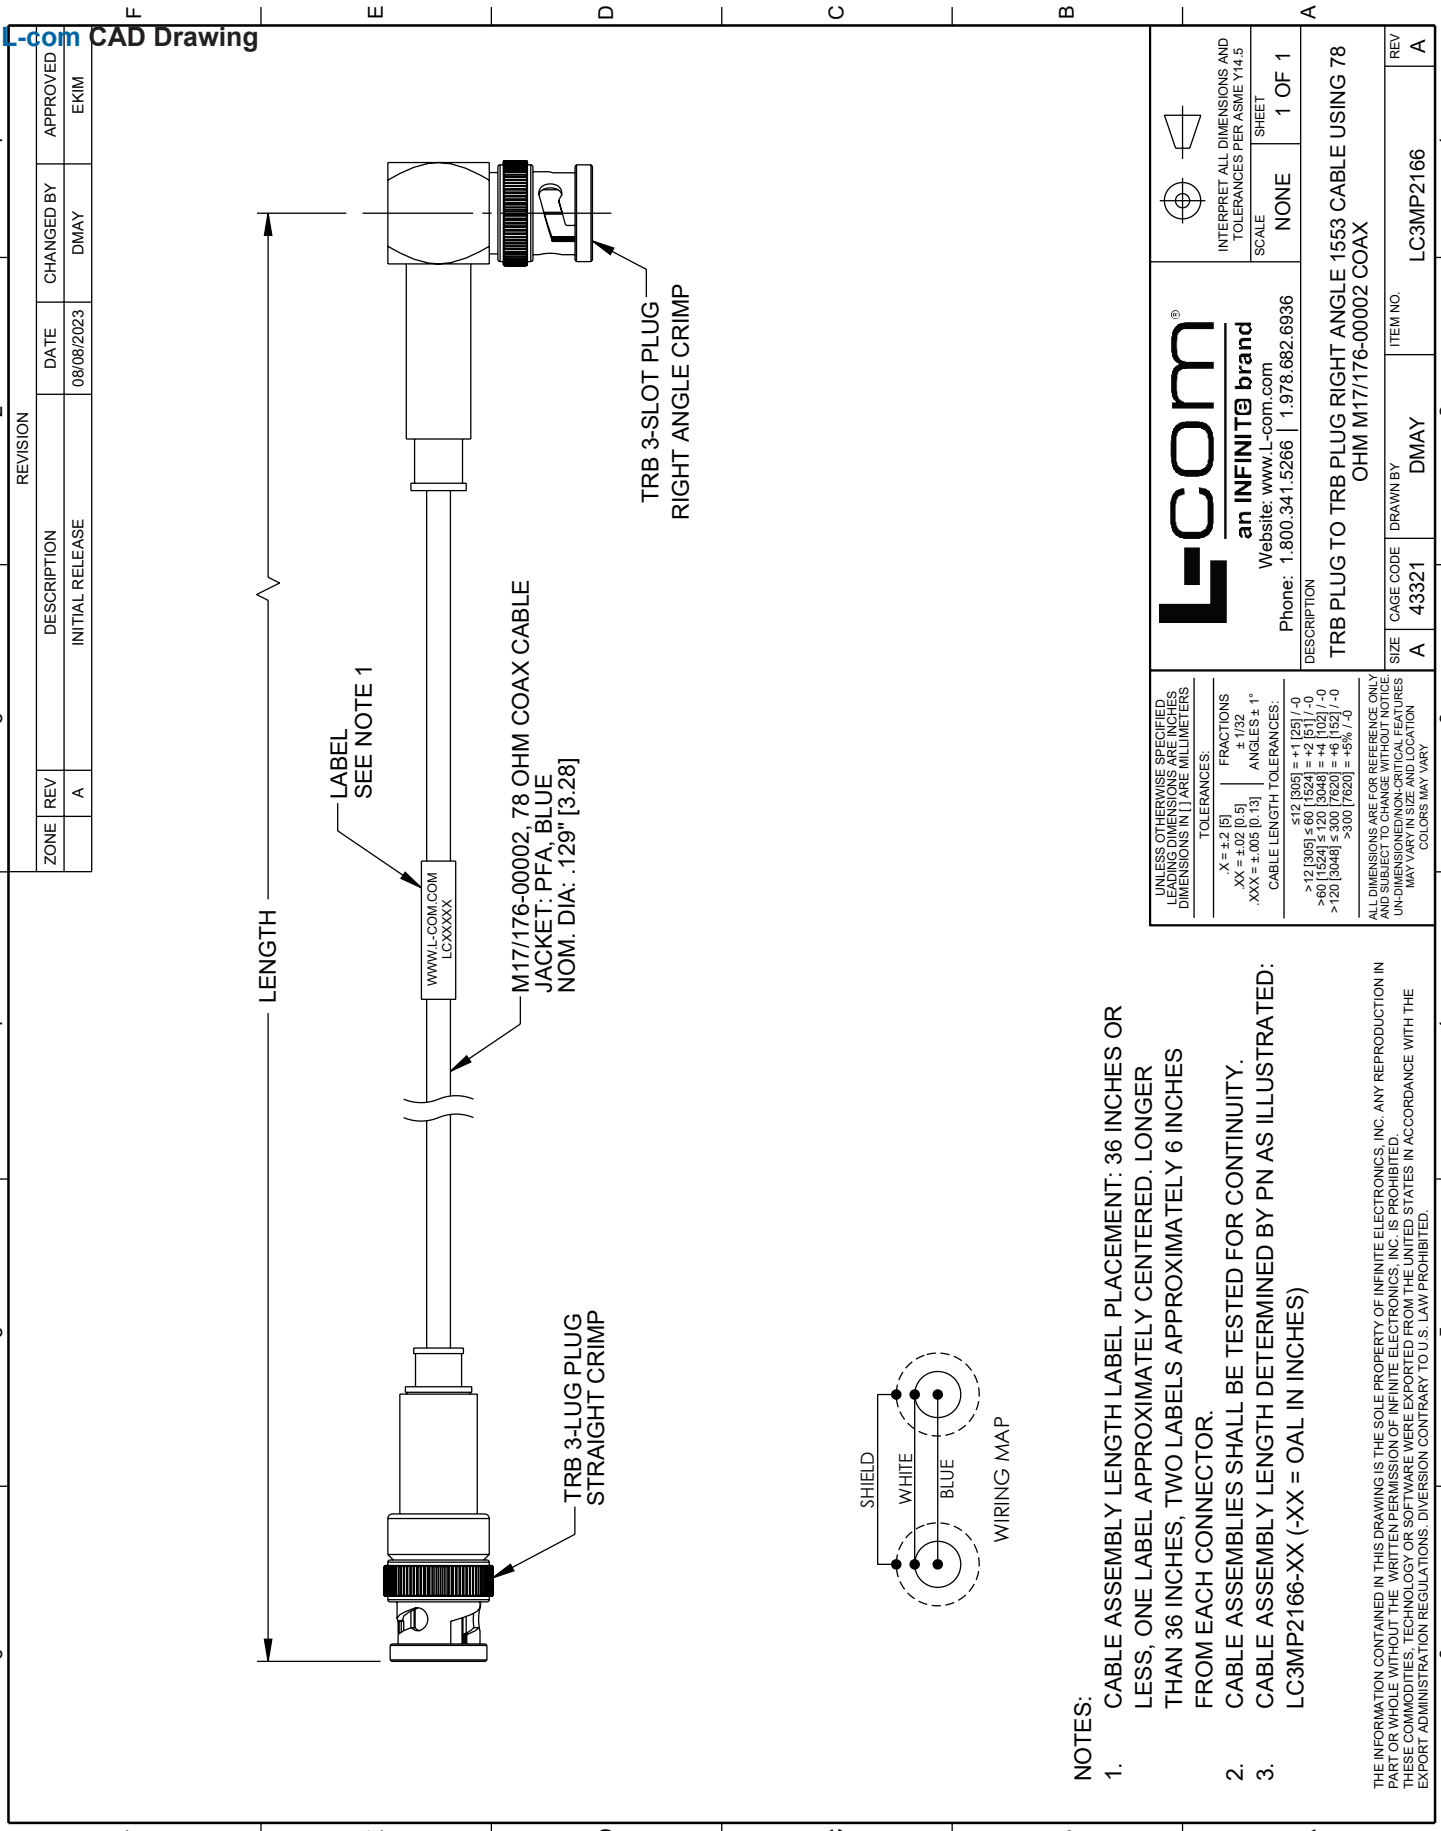 L-com CAD Drawing
REVISION
ZONE REV DESCRIPTION DATE CHANGED BY APPROVED
A INITIAL RELEASE 08/08/2023 DMAY EKIM
F
E
D
C
B
A
LENGTH
LABEL
SEE NOTE 1
WWW.L-COM.COM
LCXXXXX
M17/176-00002, 78 OHM COAX CABLE
JACKET: PFA, BLUE
NOM. DIA: .129" [3.28]
TRB 3-SLOT PLUG
RIGHT ANGLE CRIMP
TRB 3-LUG PLUG
STRAIGHT CRIMP
SHIELD
WHITE
BLUE
WIRING MAP
NOTES:
1. CABLE ASSEMBLY LENGTH LABEL PLACEMENT: 36 INCHES OR
LESS, ONE LABEL APPROXIMATELY CENTERED. LONGER
THAN 36 INCHES, TWO LABELS APPROXIMATELY 6 INCHES
FROM EACH CONNECTOR.
2. CABLE ASSEMBLIES SHALL BE TESTED FOR CONTINUITY.
3. CABLE ASSEMBLY LENGTH DETERMINED BY PN AS ILLUSTRATED:
LC3MP2166-XX (-XX = OAL IN INCHES)
THE INFORMATION CONTAINED IN THIS DRAWING IS THE SOLE PROPERTY OF INFINITE ELECTRONICS, INC. ANY REPRODUCTION IN
PART OR WHOLE WITHOUT THE WRITTEN PERMISSION OF INFINITE ELECTRONICS, INC. IS PROHIBITED.
THESE COMMODITIES, TECHNOLOGY OR SOFTWARE WERE EXPORTED FROM THE UNITED STATES IN ACCORDANCE WITH THE
EXPORT ADMINISTRATION REGULATIONS. DIVERSION CONTRARY TO U.S. LAW PROHIBITED.
UNLESS OTHERWISE SPECIFIED
LEADING DIMENSIONS ARE INCHES
DIMENSIONS IN [ ] ARE MILLIMETERS
TOLERANCES:
.X = ±.2 [5] FRACTIONS
.XX = ±.02 [0.5] ± 1/32
.XXX = ±.005 [0.13] ANGLES ± 1°
CABLE LENGTH TOLERANCES:
≤12 [305] = +1 [25] / -0
>12 [305] ≤ 60 [1524] = +2 [51] / -0
>60 [1524] ≤ 120 [3048] = +4 [102] / -0
>120 [3048] ≤ 300 [7620] = +6 [152] / -0
>300 [7620] = +5% / -0
ALL DIMENSIONS ARE FOR REFERENCE ONLY
AND SUBJECT TO CHANGE WITHOUT NOTICE.
UN-DIMENSIONED/NON-CRITICAL FEATURES
MAY VARY IN SIZE AND LOCATION
COLORS MAY VARY
L-com®
an INFINITE brand
Website: www.L-com.com
Phone: 1.800.341.5266 | 1.978.682.6936
INTERPRET ALL DIMENSIONS AND
TOLERANCES PER ASME Y14.5
SCALE NONE
SHEET 1 OF 1
DESCRIPTION
TRB PLUG TO TRB PLUG RIGHT ANGLE 1553 CABLE USING 78
OHM M17/176-00002 COAX
SIZE A
CAGE CODE 43321
DRAWN BY DMAY
ITEM NO. LC3MP2166
REV A